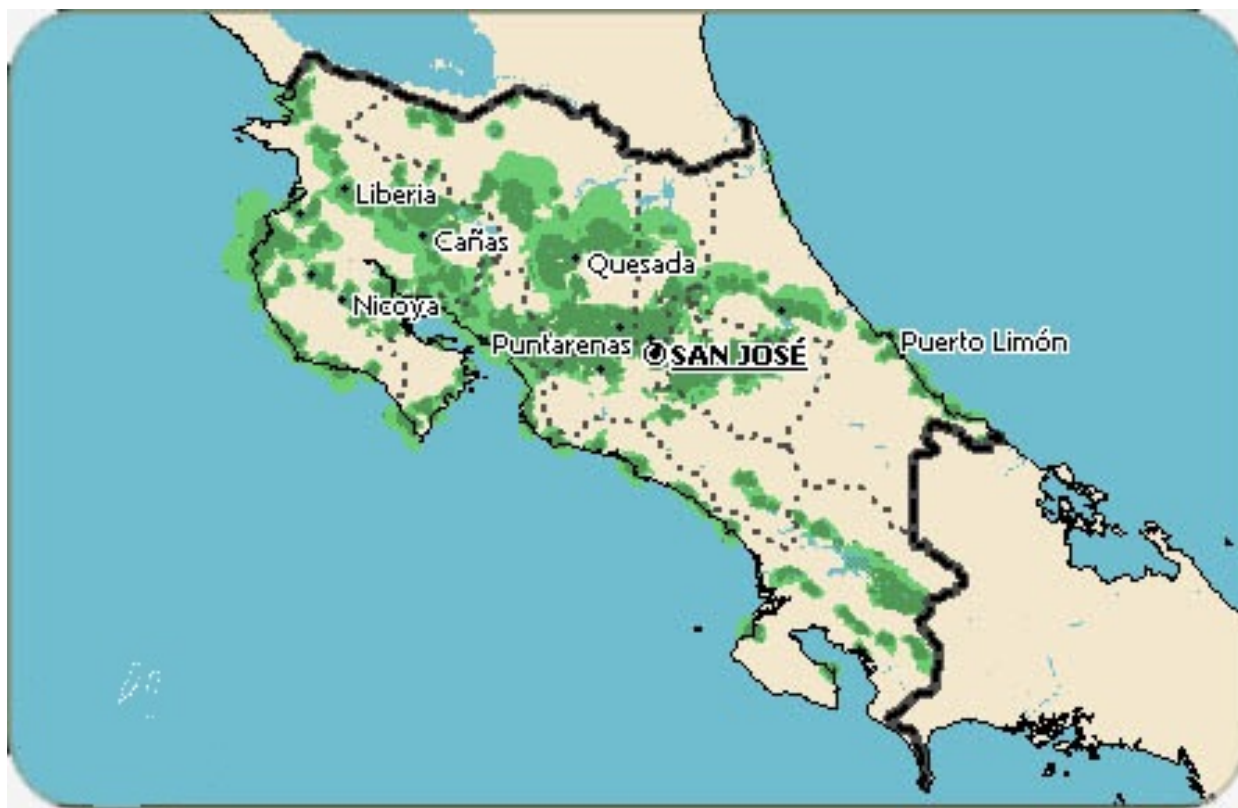 Liberia
Cañas
Quesada
Nicoya
Puntarenas
SAN JOSÉ
Puerto Limón